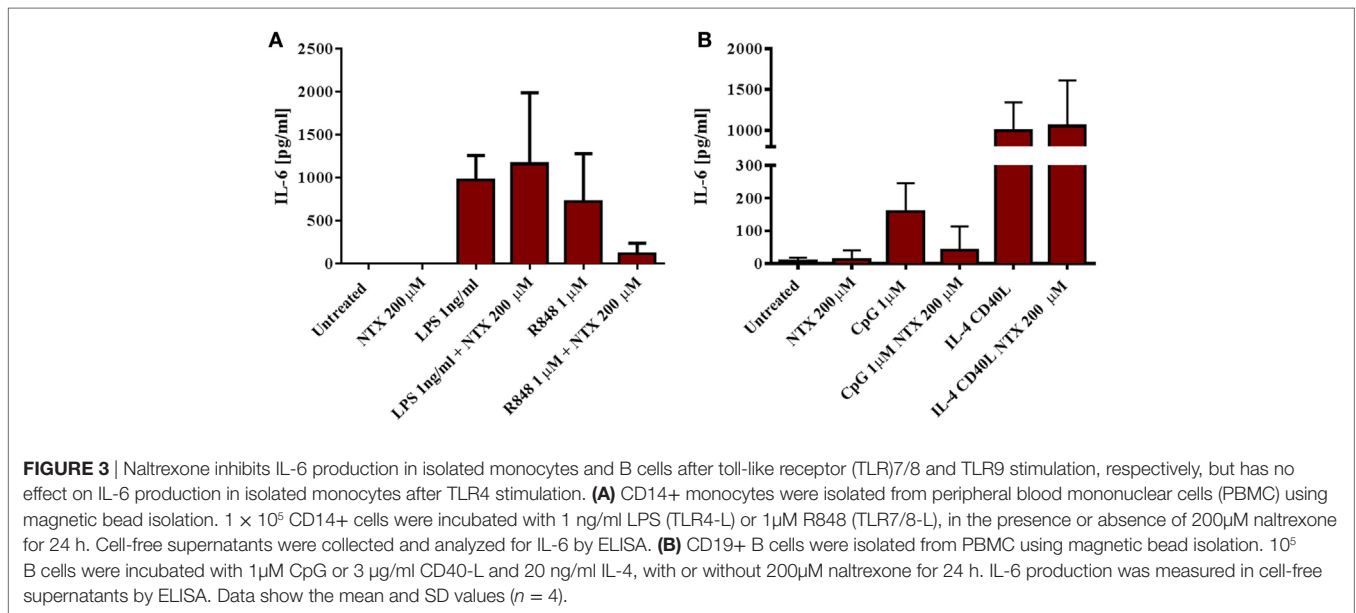 A
2500
2000
1500
1000
500
0
IL-6 [pg/ml]
Untreated
NTX 200 µM
LPS 1ng/ml
LPS 1ng/ml + NTX 200 µM
R848 1 µM
R848 1 µM + NTX 200 µM
B
2000
1500
1000
300
200
100
0
IL-6 [pg/ml]
Untreated
NTX 200 µM
CpG 1µM
CpG 1µM NTX 200 µM
IL-4 CD40L
IL-4 CD40L NTX 200 µM
FIGURE 3 | Naltrexone inhibits IL-6 production in isolated monocytes and B cells after toll-like receptor (TLR)7/8 and TLR9 stimulation, respectively, but has no
effect on IL-6 production in isolated monocytes after TLR4 stimulation. (A) CD14+ monocytes were isolated from peripheral blood mononuclear cells (PBMC) using
magnetic bead isolation. 1 × 10⁵ CD14+ cells were incubated with 1 ng/ml LPS (TLR4-L) or 1µM R848 (TLR7/8-L), in the presence or absence of 200µM naltrexone
for 24 h. Cell-free supernatants were collected and analyzed for IL-6 by ELISA. (B) CD19+ B cells were isolated from PBMC using magnetic bead isolation. 10⁵
B cells were incubated with 1µM CpG or 3 µg/ml CD40-L and 20 ng/ml IL-4, with or without 200µM naltrexone for 24 h. IL-6 production was measured in cell-free
supernatants by ELISA. Data show the mean and SD values (n = 4).